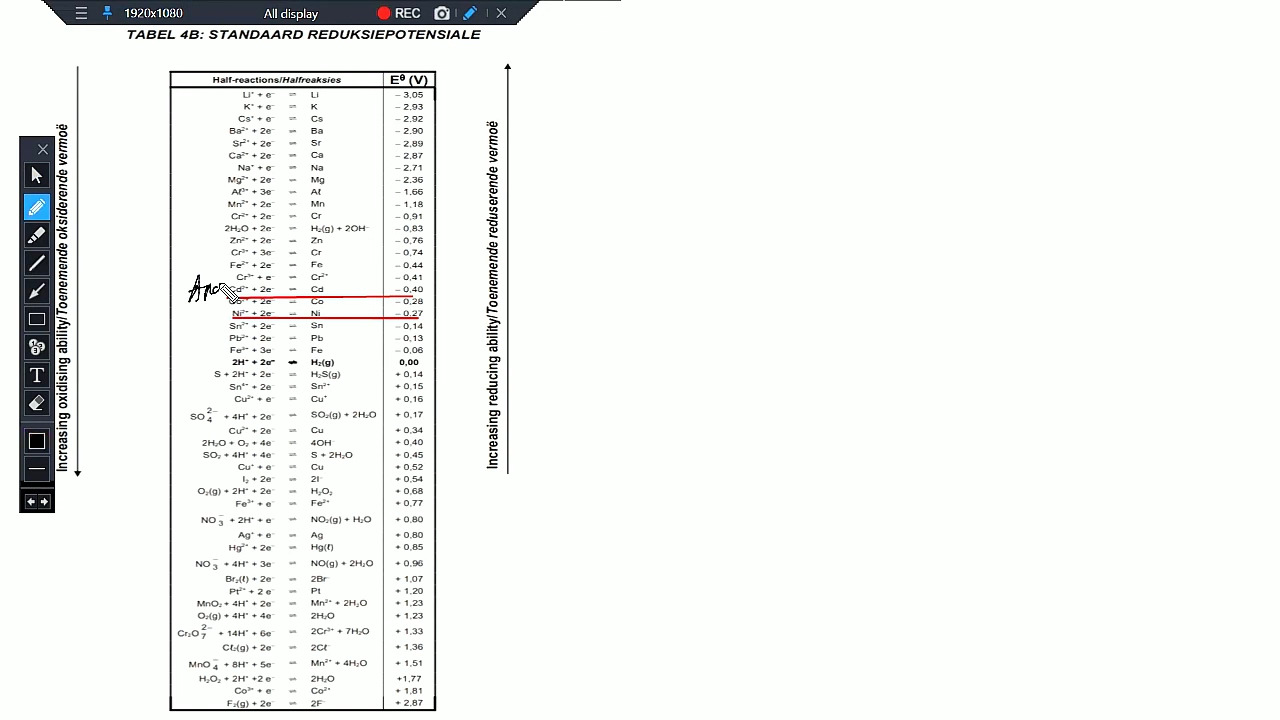 1920x1080 All display REC
TABEL 4B: STANDAARD REDUKSIEPOTENSIALE
Increasing oxidising ability/Toenemende oksiderende vermoë
Half-reactions/Halfreaksies E⁰ (V)
Li⁺ + e⁻ ⇌ Li – 3,05
K⁺ + e⁻ ⇌ K – 2,93
Cs⁺ + e⁻ ⇌ Cs – 2,92
Ba²⁺ + 2e⁻ ⇌ Ba – 2,90
Sr²⁺ + 2e⁻ ⇌ Sr – 2,89
Ca²⁺ + 2e⁻ ⇌ Ca – 2,87
Na⁺ + e⁻ ⇌ Na – 2,71
Mg²⁺ + 2e⁻ ⇌ Mg – 2,36
Aℓ³⁺ + 3e⁻ ⇌ Aℓ – 1,66
Mn²⁺ + 2e⁻ ⇌ Mn – 1,18
Cr²⁺ + 2e⁻ ⇌ Cr – 0,91
2H₂O + 2e⁻ ⇌ H₂(g) + 2OH⁻ – 0,83
Zn²⁺ + 2e⁻ ⇌ Zn – 0,76
Cr³⁺ + 3e⁻ ⇌ Cr – 0,74
Fe²⁺ + 2e⁻ ⇌ Fe – 0,44
Cr³⁺ + e⁻ ⇌ Cr²⁺ – 0,41
Ano
Cd²⁺ + 2e⁻ ⇌ Cd – 0,40
+ 2e⁻ ⇌ Co – 0,28
Ni²⁺ + 2e⁻ ⇌ Ni – 0,27
Sn²⁺ + 2e⁻ ⇌ Sn – 0,14
Pb²⁺ + 2e⁻ ⇌ Pb – 0,13
Fe³⁺ + 3e⁻ ⇌ Fe – 0,06
2H⁺ + 2e⁻ ⇌ H₂(g) 0,00
S + 2H⁺ + 2e⁻ ⇌ H₂S(g) + 0,14
Sn⁴⁺ + 2e⁻ ⇌ Sn²⁺ + 0,15
Cu²⁺ + e⁻ ⇌ Cu⁺ + 0,16
SO₄²⁻ + 4H⁺ + 2e⁻ ⇌ SO₂(g) + 2H₂O + 0,17
Cu²⁺ + 2e⁻ ⇌ Cu + 0,34
2H₂O + O₂ + 4e⁻ ⇌ 4OH⁻ + 0,40
SO₂ + 4H⁺ + 4e⁻ ⇌ S + 2H₂O + 0,45
Cu⁺ + e⁻ ⇌ Cu + 0,52
I₂ + 2e⁻ ⇌ 2I⁻ + 0,54
O₂(g) + 2H⁺ + 2e⁻ ⇌ H₂O₂ + 0,68
Fe³⁺ + e⁻ ⇌ Fe²⁺ + 0,77
NO₃⁻ + 2H⁺ + e⁻ ⇌ NO₂(g) + H₂O + 0,80
Ag⁺ + e⁻ ⇌ Ag + 0,80
Hg²⁺ + 2e⁻ ⇌ Hg(ℓ) + 0,85
NO₃⁻ + 4H⁺ + 3e⁻ ⇌ NO(g) + 2H₂O + 0,96
Br₂(ℓ) + 2e⁻ ⇌ 2Br⁻ + 1,07
Pt²⁺ + 2 e⁻ ⇌ Pt + 1,20
MnO₂ + 4H⁺ + 2e⁻ ⇌ Mn²⁺ + 2H₂O + 1,23
O₂(g) + 4H⁺ + 4e⁻ ⇌ 2H₂O + 1,23
Cr₂O₇²⁻ + 14H⁺ + 6e⁻ ⇌ 2Cr³⁺ + 7H₂O + 1,33
Cℓ₂(g) + 2e⁻ ⇌ 2Cℓ⁻ + 1,36
MnO₄⁻ + 8H⁺ + 5e⁻ ⇌ Mn²⁺ + 4H₂O + 1,51
H₂O₂ + 2H⁺ +2 e⁻ ⇌ 2H₂O +1,77
Co³⁺ + e⁻ ⇌ Co²⁺ + 1,81
F₂(g) + 2e⁻ ⇌ 2F⁻ + 2,87
Increasing reducing ability/Toenemende reduserende vermoë
T